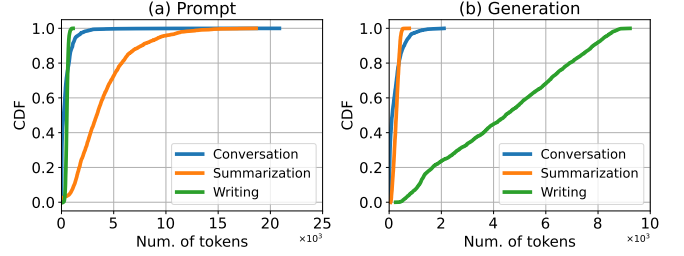 (a) Prompt
CDF
1.0
0.8
0.6
0.4
0.2
0.0
Conversation
Summarization
Writing
0 5 10 15 20 25
Num. of tokens
×10³
(b) Generation
CDF
1.0
0.8
0.6
0.4
0.2
0.0
Conversation
Summarization
Writing
0 2 4 6 8 10
Num. of tokens
×10³